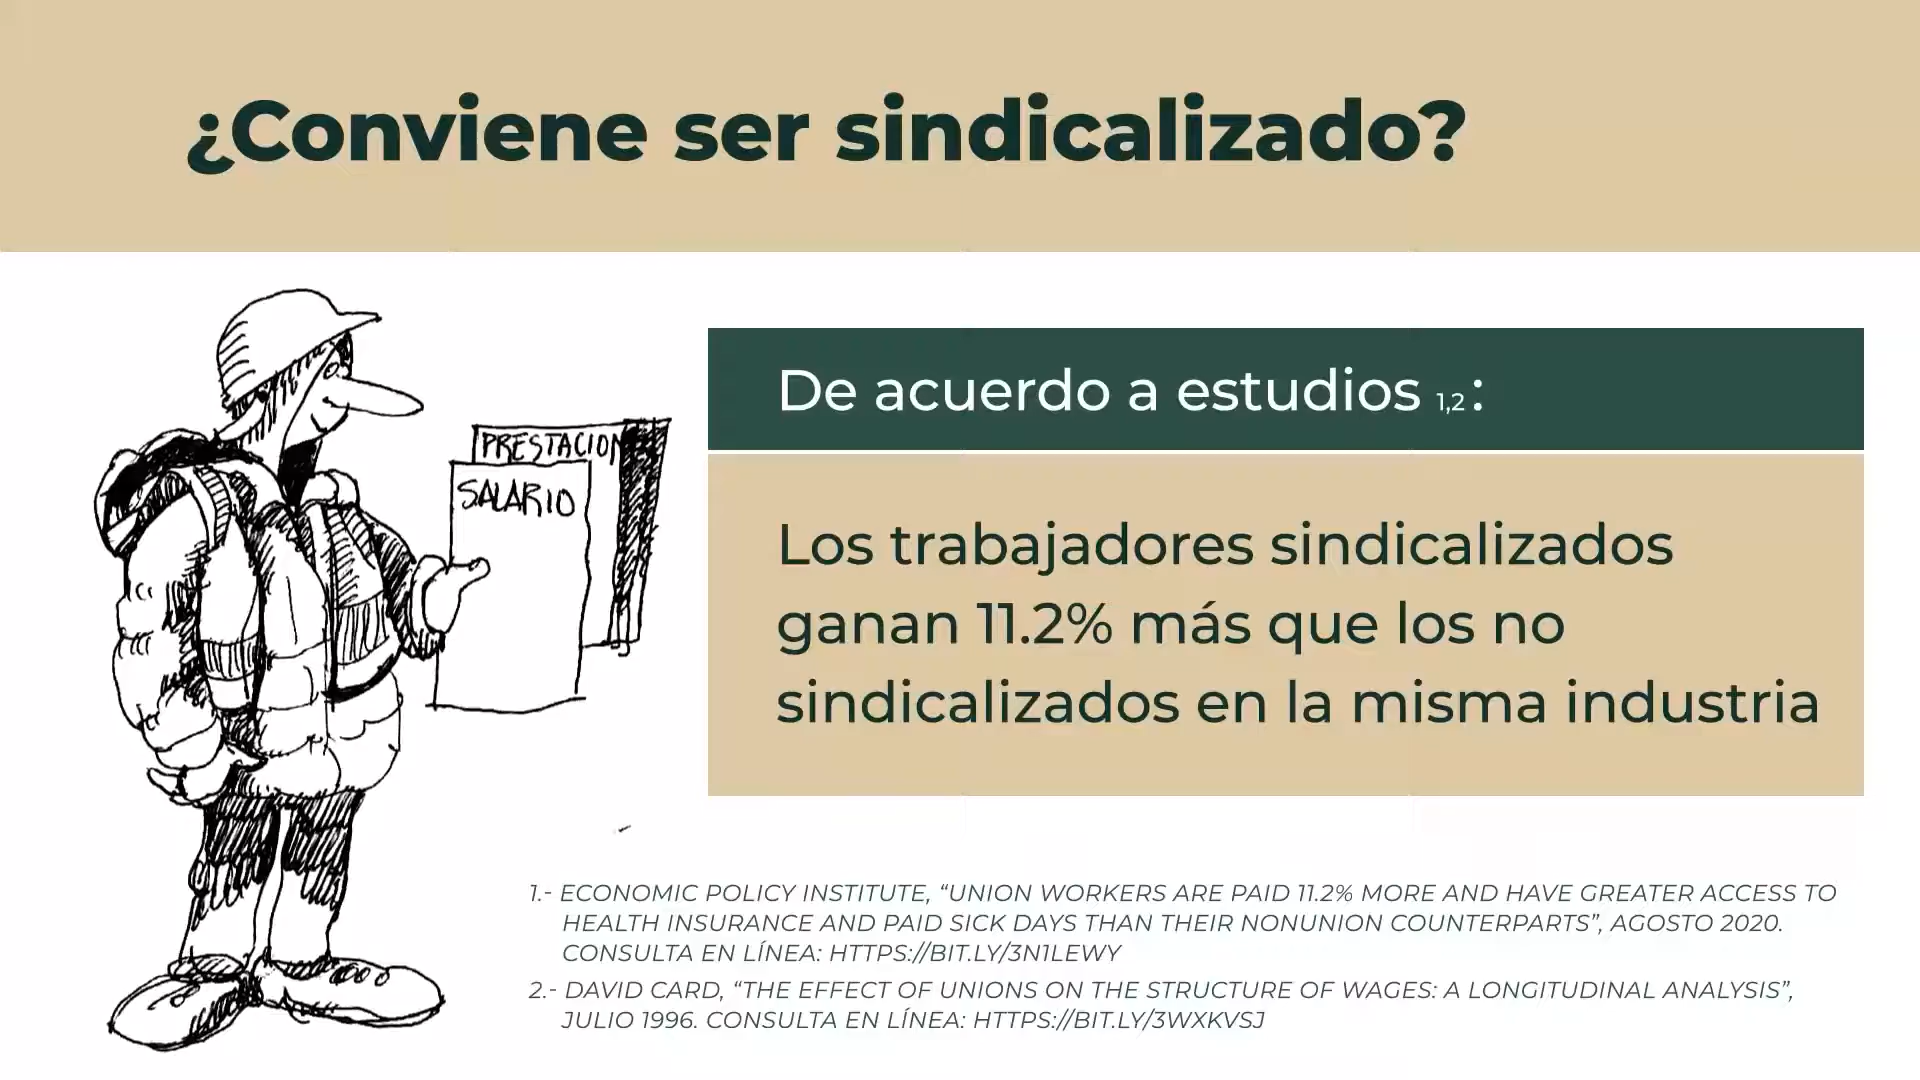 ¿Conviene ser sindicalizado?
De acuerdo a estudios 1,2 :
PRESTACION
SALARIO
Los trabajadores sindicalizados
ganan 11.2% más que los no
sindicalizados en la misma industria
1.- ECONOMIC POLICY INSTITUTE, “UNION WORKERS ARE PAID 11.2% MORE AND HAVE GREATER ACCESS TO
HEALTH INSURANCE AND PAID SICK DAYS THAN THEIR NONUNION COUNTERPARTS”, AGOSTO 2020.
CONSULTA EN LÍNEA: HTTPS://BIT.LY/3N1LEWY
2.- DAVID CARD, “THE EFFECT OF UNIONS ON THE STRUCTURE OF WAGES: A LONGITUDINAL ANALYSIS”,
JULIO 1996. CONSULTA EN LÍNEA: HTTPS://BIT.LY/3WXKVSJ